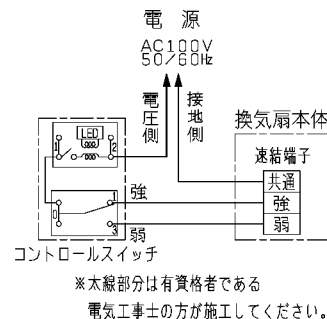 電源
AC100V
50/60Hz
電圧側
接地側
換気扇本体
速結端子
共通
強
弱
LED
1
2
強
1
0
3
弱
コントロールスイッチ
※太線部分は有資格者である
電気工事士の方が施工してください。